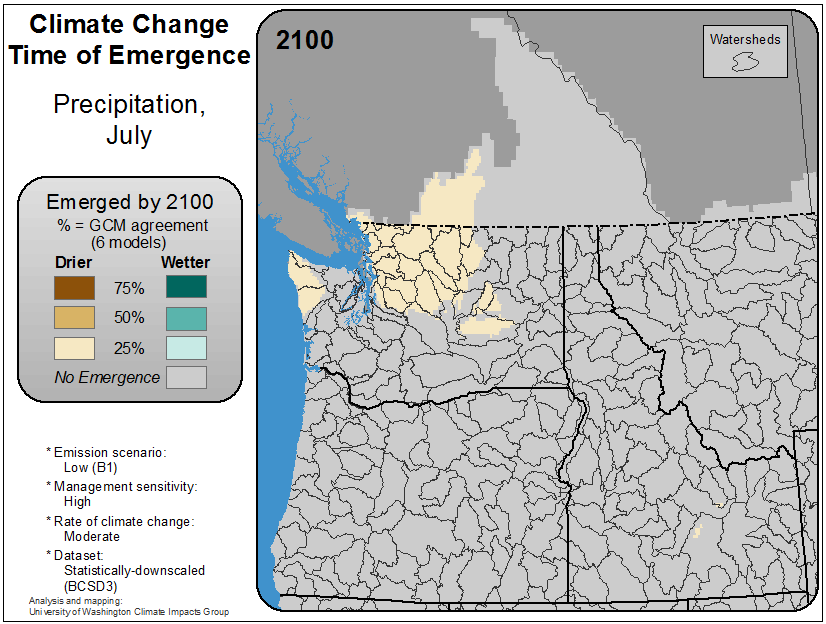 Climate Change
Time of Emergence
Precipitation,
July
Emerged by 2100
% = GCM agreement
(6 models)
Drier
Wetter
75%
50%
25%
No Emergence
* Emission scenario:
Low (B1)
* Management sensitivity:
High
* Rate of climate change:
Moderate
* Dataset:
Statistically-downscaled
(BCSD3)
Analysis and mapping:
University of Washington Climate Impacts Group
2100
Watersheds